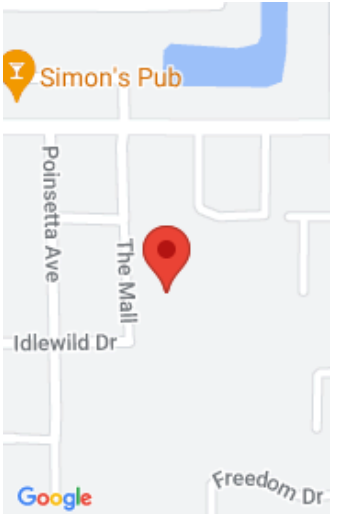 Simon's Pub
Poinsetta Ave
The Mall
Idlewild Dr
Freedom Dr
Google